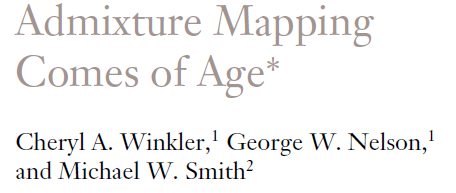 Admixture Mapping
Comes of Age*
Cheryl A. Winkler,¹ George W. Nelson,¹
and Michael W. Smith²